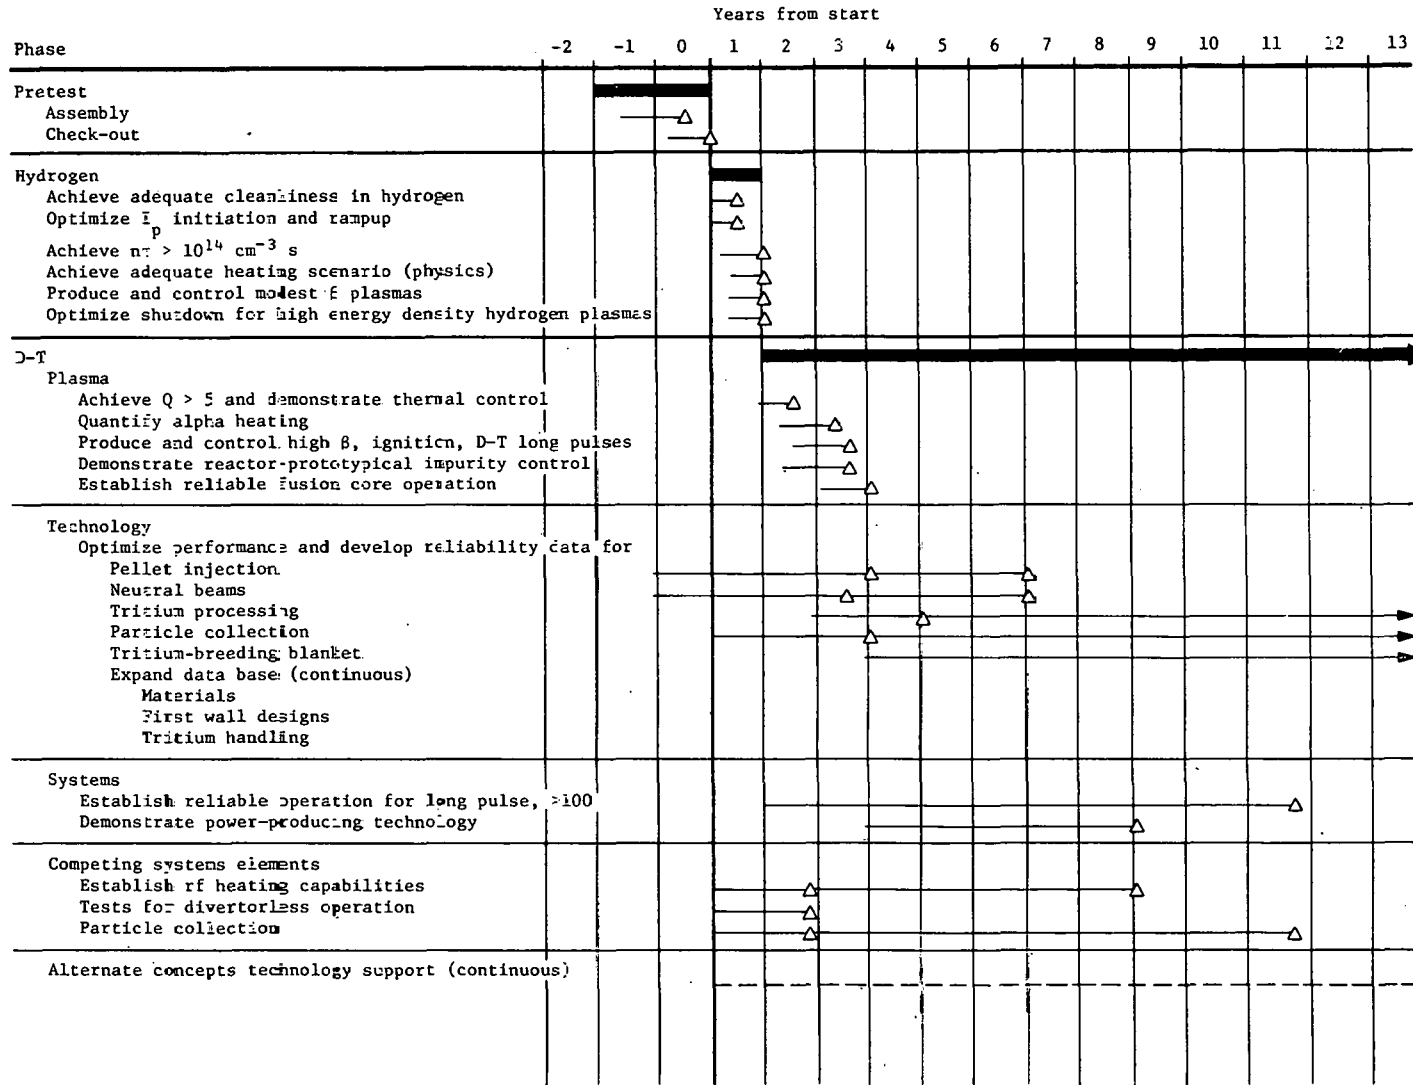 Years from start
Phase -2 -1 0 1 2 3 4 5 6 7 8 9 10 11 12 13
Pretest
Assembly
Check-out
Hydrogen
Achieve adequate cleanliness in hydrogen
Optimize Ip initiation and rampup
Achieve nτ > 10¹⁴ cm⁻³ s
Achieve adequate heating scenario (physics)
Produce and control modest β plasmas
Optimize shutdown for high energy density hydrogen plasmas
D-T
Plasma
Achieve Q > 5 and demonstrate thermal control
Quantify alpha heating
Produce and control high β, ignition, D-T long pulses
Demonstrate reactor-prototypical impurity control
Establish reliable fusion core operation
Technology
Optimize performance and develop reliability data for
Pellet injection
Neutral beams
Tritium processing
Particle collection
Tritium-breeding blanket
Expand data base (continuous)
Materials
First wall designs
Tritium handling
Systems
Establish reliable operation for long pulse, >100
Demonstrate power-producing technology
Competing systems elements
Establish rf heating capabilities
Tests for divertorless operation
Particle collection
Alternate concepts technology support (continuous)